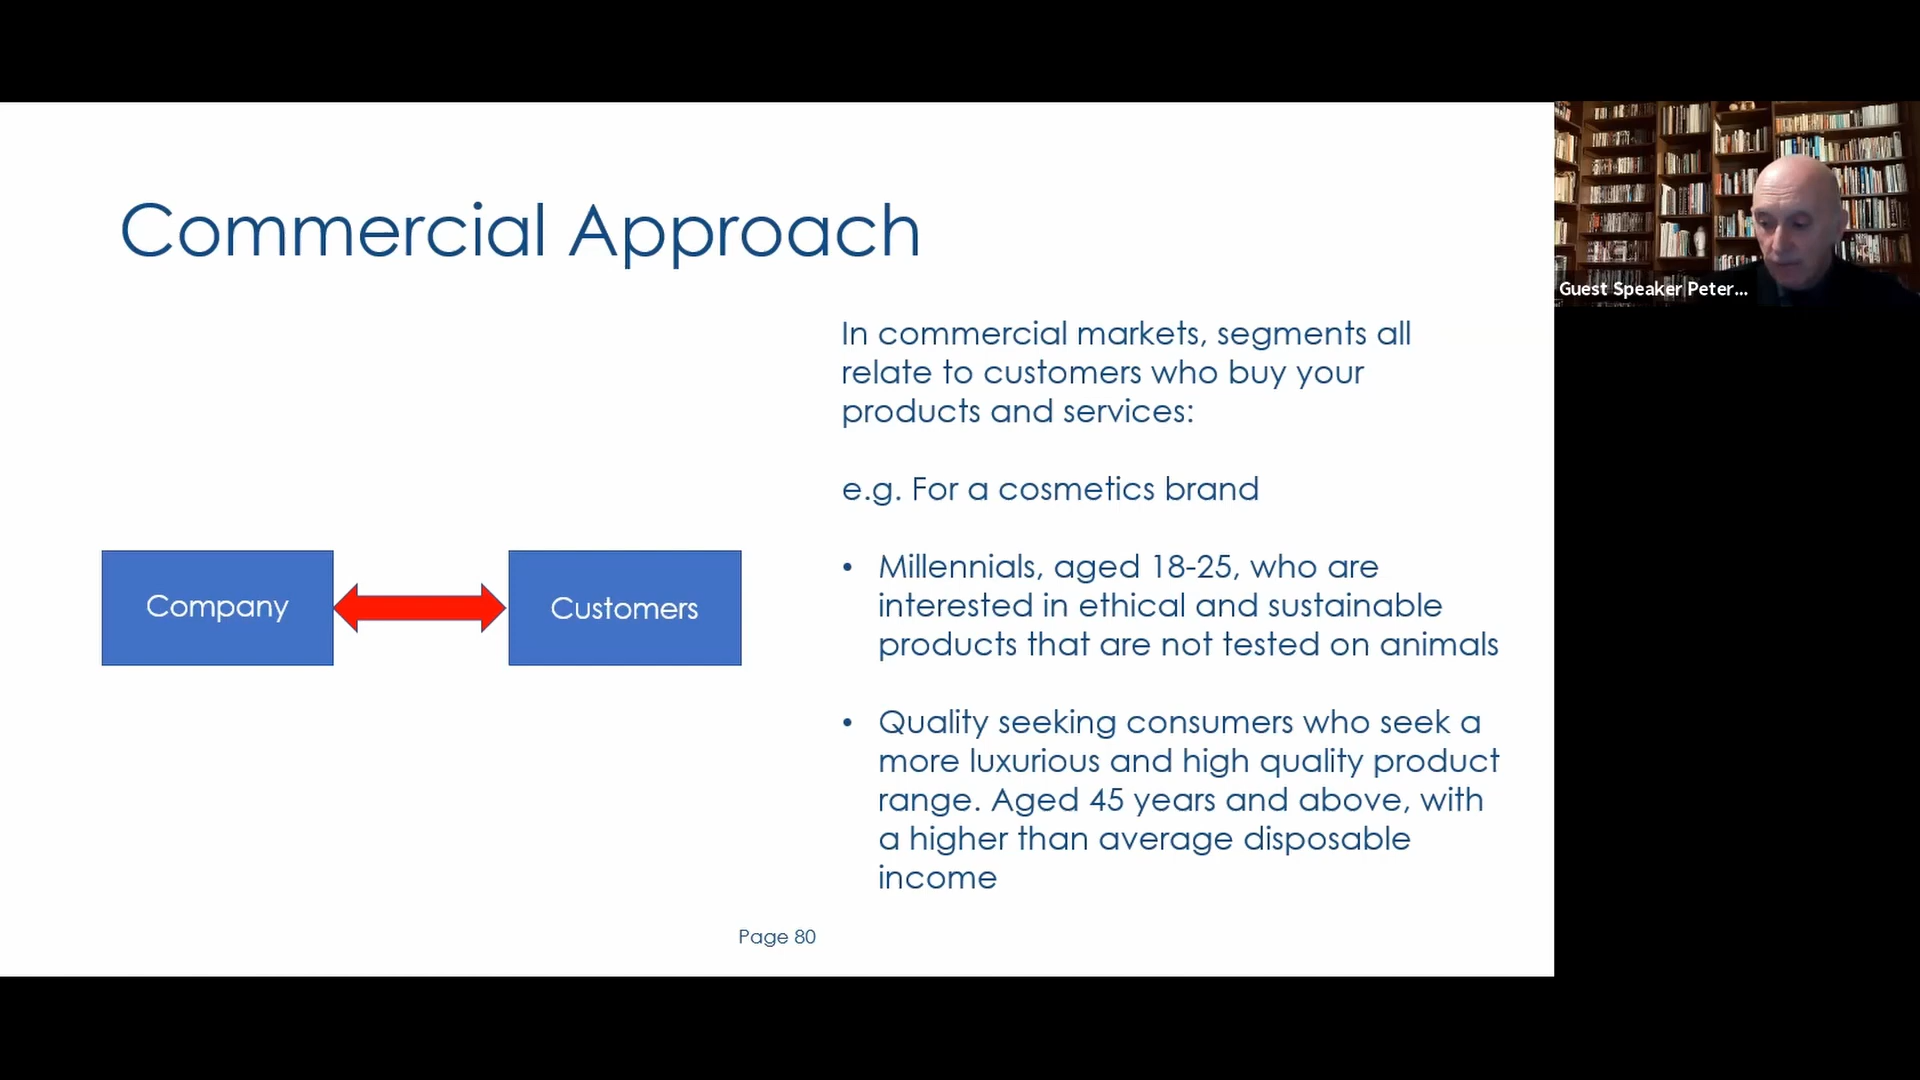 Commercial Approach
In commercial markets, segments all
relate to customers who buy your
products and services:
e.g. For a cosmetics brand
• Millennials, aged 18-25, who are
interested in ethical and sustainable
products that are not tested on animals
• Quality seeking consumers who seek a
more luxurious and high quality product
range. Aged 45 years and above, with
a higher than average disposable
income
Company
Customers
Page 80
Guest Speaker Peter...